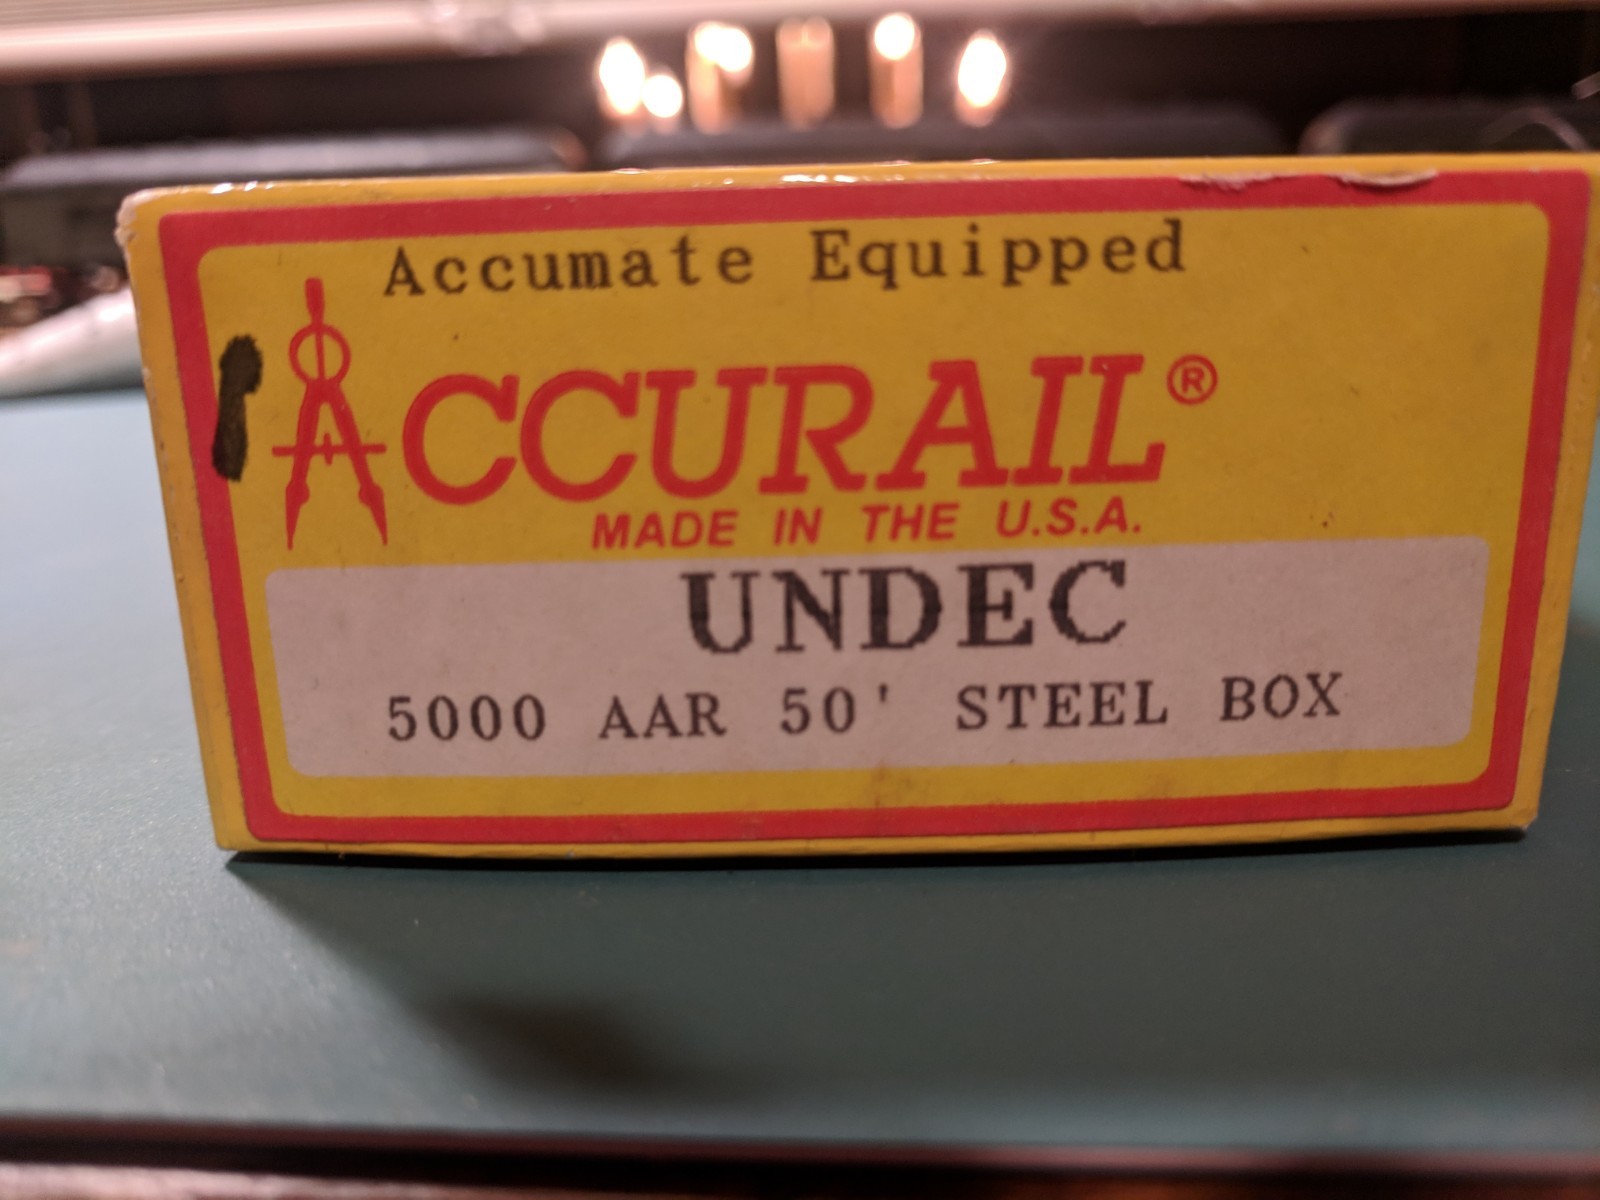 Accumate Equipped
ACCURAIL®
MADE IN THE U.S.A.
UNDEC
5000 AAR 50' STEEL BOX